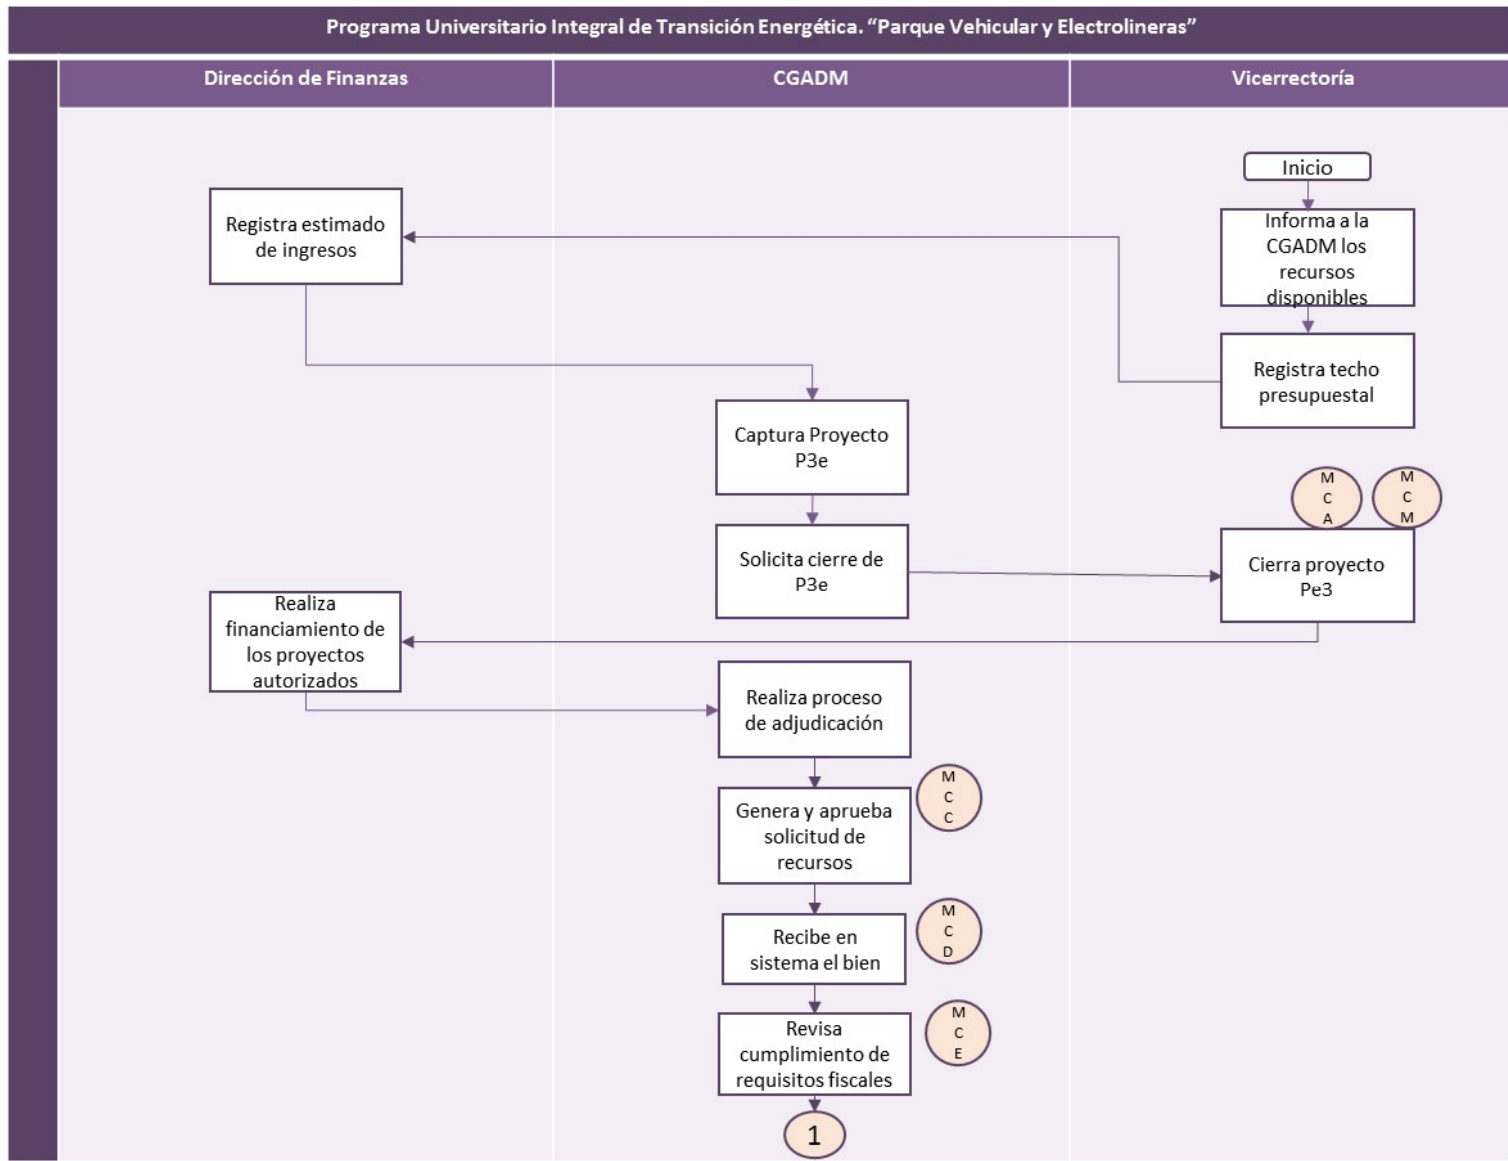 Programa Universitario Integral de Transición Energética. “Parque Vehicular y Electrolineras”
Dirección de Finanzas
CGADM
Vicerrectoría
Inicio
Informa a la
CGADM los
recursos
disponibles
Registra techo
presupuestal
Registra estimado
de ingresos
Captura Proyecto
P3e
Solicita cierre de
P3e
M
C
A
M
C
M
Cierra proyecto
Pe3
Realiza
financiamiento de
los proyectos
autorizados
Realiza proceso
de adjudicación
Genera y aprueba
solicitud de
recursos
M
C
C
Recibe en
sistema el bien
M
C
D
Revisa
cumplimiento de
requisitos fiscales
M
C
E
1